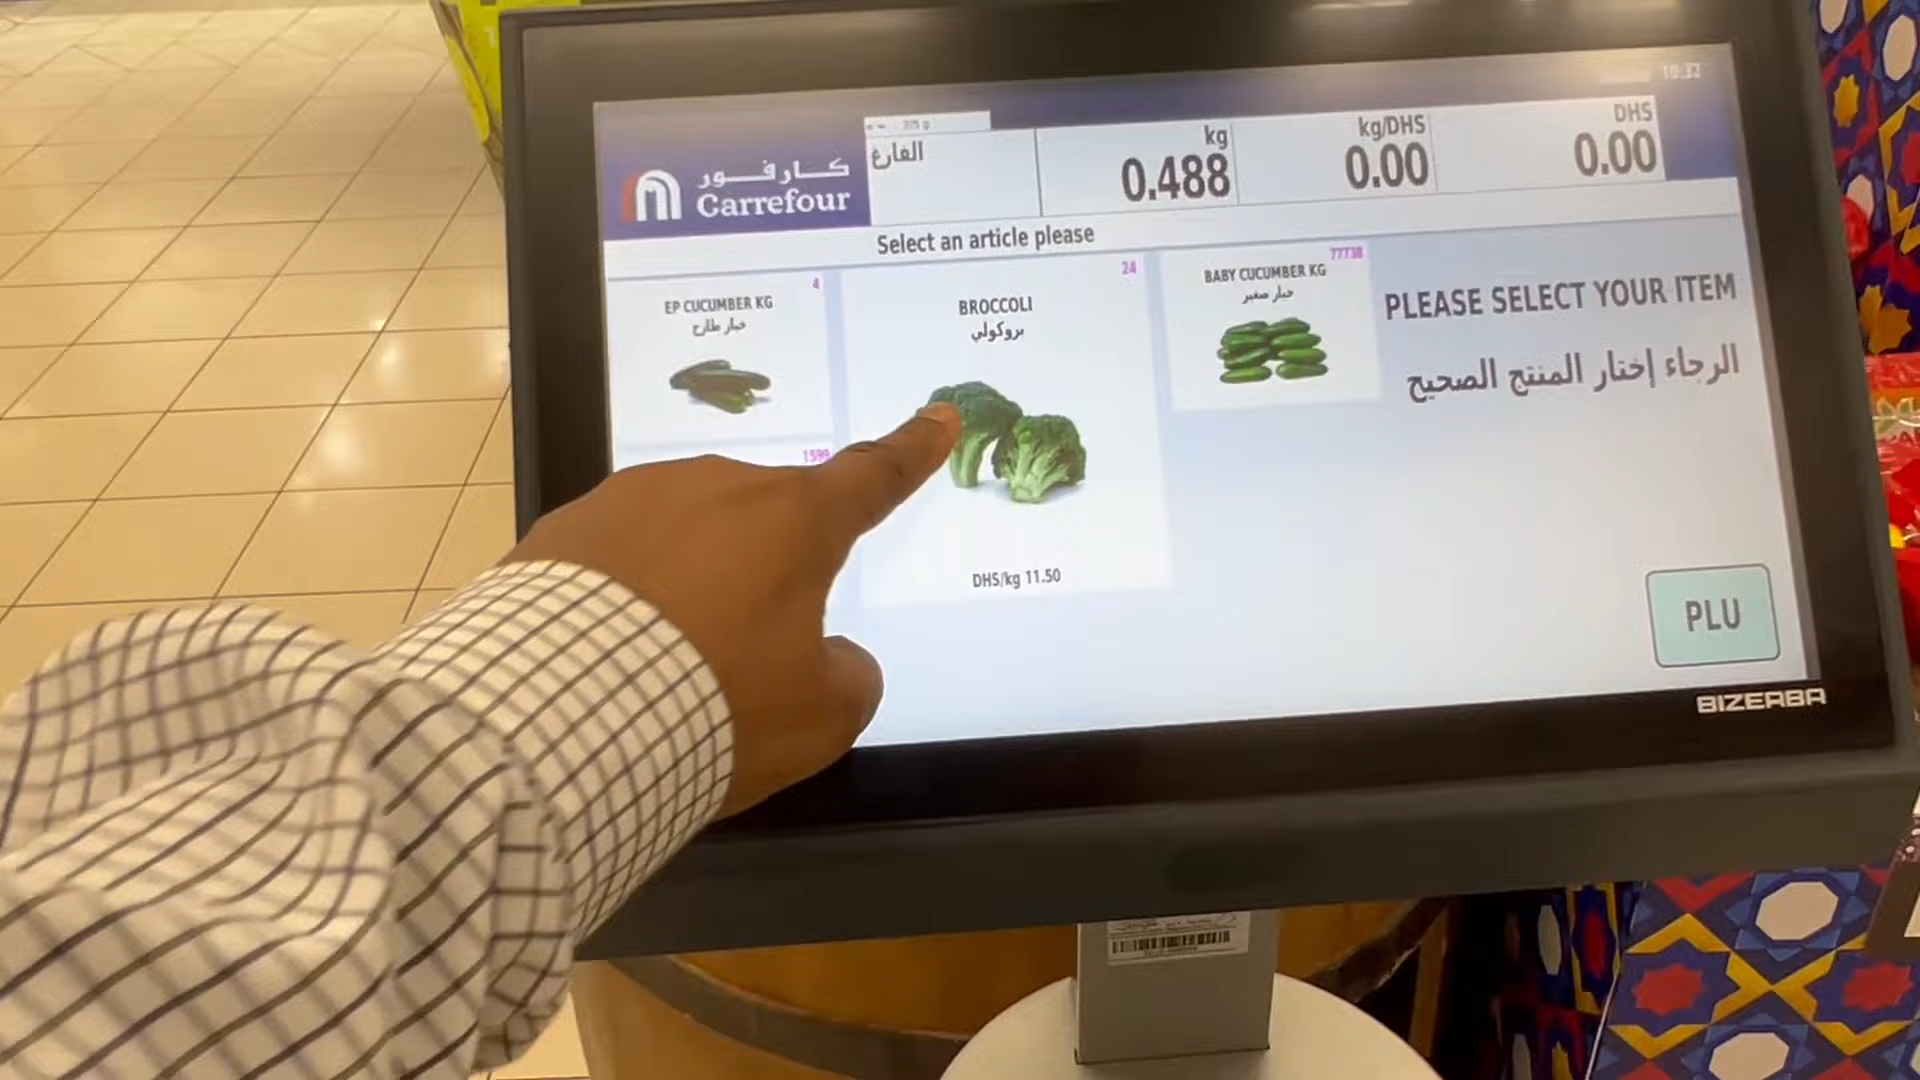 10:32
كارفور
Carrefour
الفارغ
kg
0.488
kg/DHS
0.00
DHS
0.00
Select an article please
4
EP CUCUMBER KG
خيار طازج
24
BROCCOLI
بروكولي
DHS/kg 11.50
77738
BABY CUCUMBER KG
خيار صغير
1599
PLEASE SELECT YOUR ITEM
الرجاء إختار المنتج الصحيح
PLU
BIZERBA